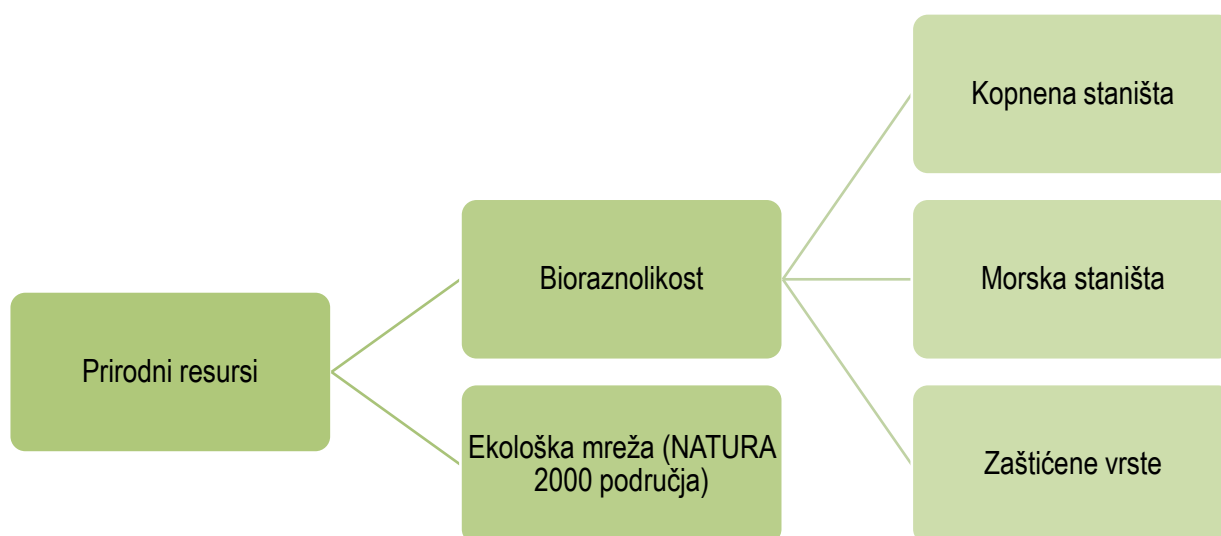 Prirodni resursi
Bioraznolikost
Ekološka mreža (NATURA
2000 područja)
Kopnena staništa
Morska staništa
Zaštićene vrste